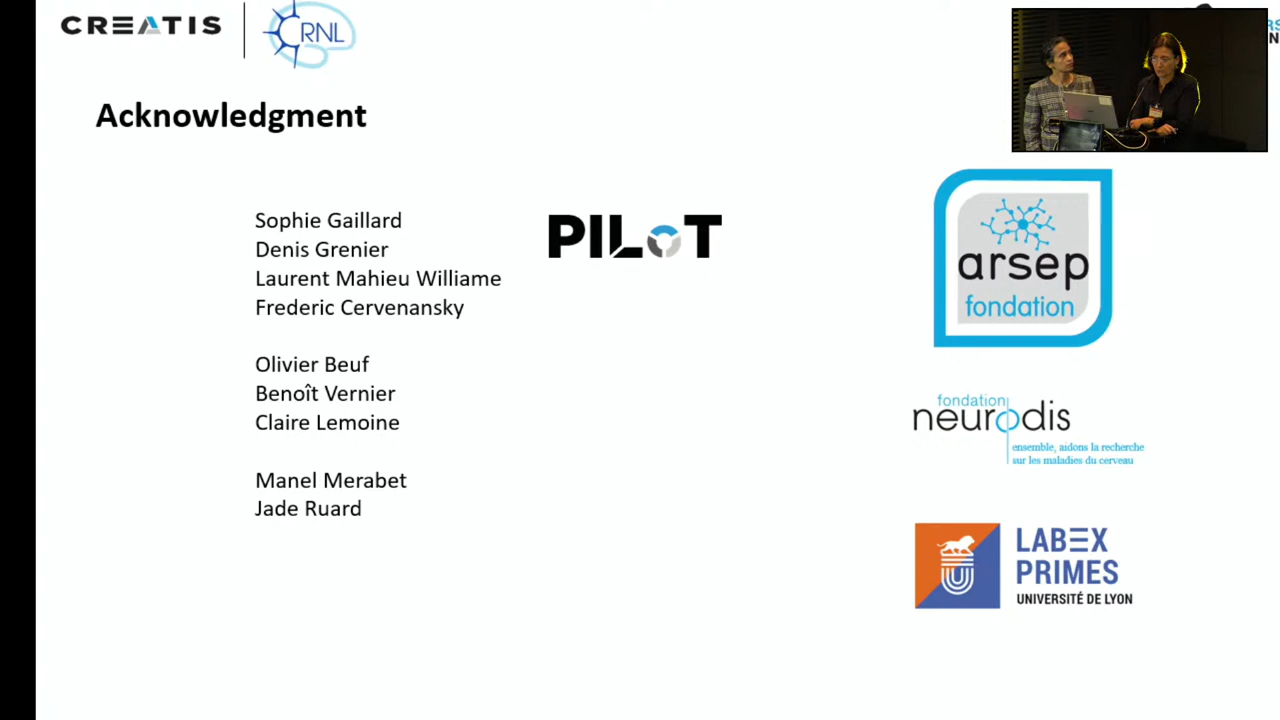 CREATIS
CRNL
Acknowledgment
Sophie Gaillard
Denis Grenier
Laurent Mahieu Williame
Frederic Cervenansky
Olivier Beuf
Benoît Vernier
Claire Lemoine
Manel Merabet
Jade Ruard
PILOT
arsep
fondation
fondation
neurodis
ensemble, aidons la recherche
sur les maladies du cerveau
LABEX
PRIMES
UNIVERSITÉ DE LYON